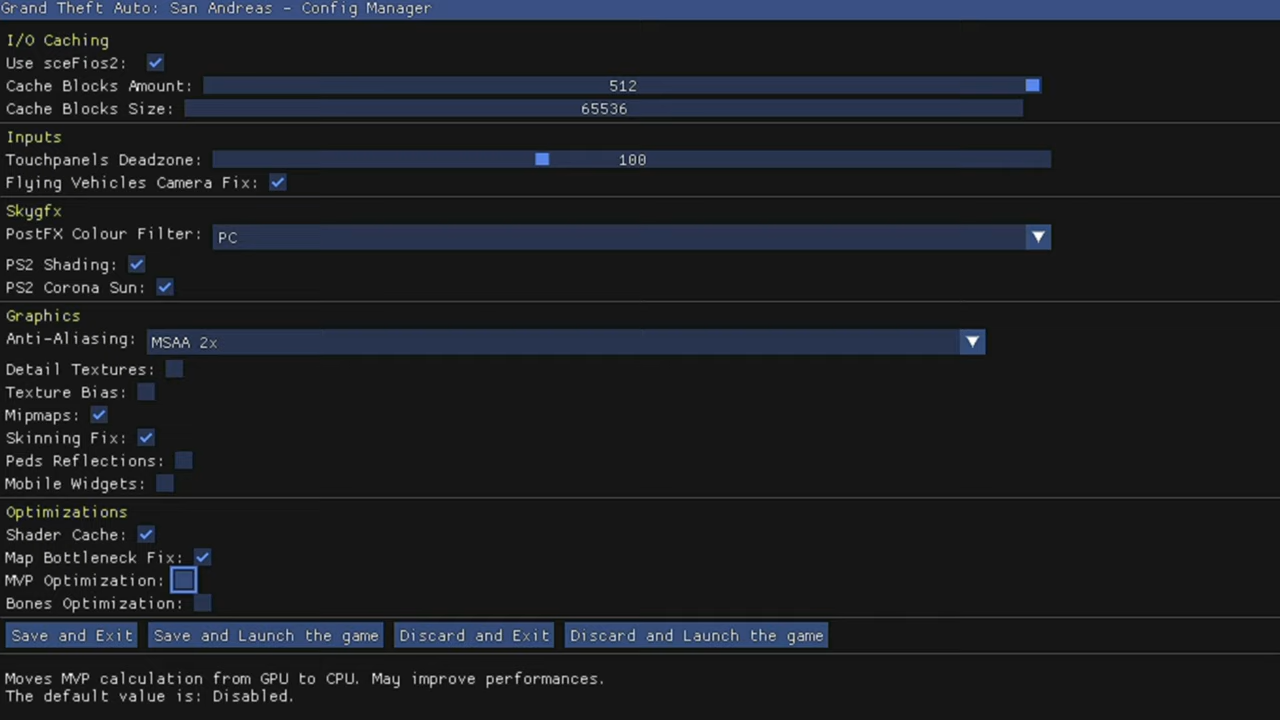 Grand Theft Auto: San Andreas - Config Manager
I/O Caching
Use sceFios2:
Cache Blocks Amount: 512
Cache Blocks Size: 65536
Inputs
Touchpanels Deadzone: 100
Flying Vehicles Camera Fix:
Skygfx
PostFX Colour Filter: PC
PS2 Shading:
PS2 Corona Sun:
Graphics
Anti-Aliasing: MSAA 2x
Detail Textures:
Texture Bias:
Mipmaps:
Skinning Fix:
Peds Reflections:
Mobile Widgets:
Optimizations
Shader Cache:
Map Bottleneck Fix:
MVP Optimization:
Bones Optimization:
Save and Exit Save and Launch the game Discard and Exit Discard and Launch the game
Moves MVP calculation from GPU to CPU. May improve performances.
The default value is: Disabled.